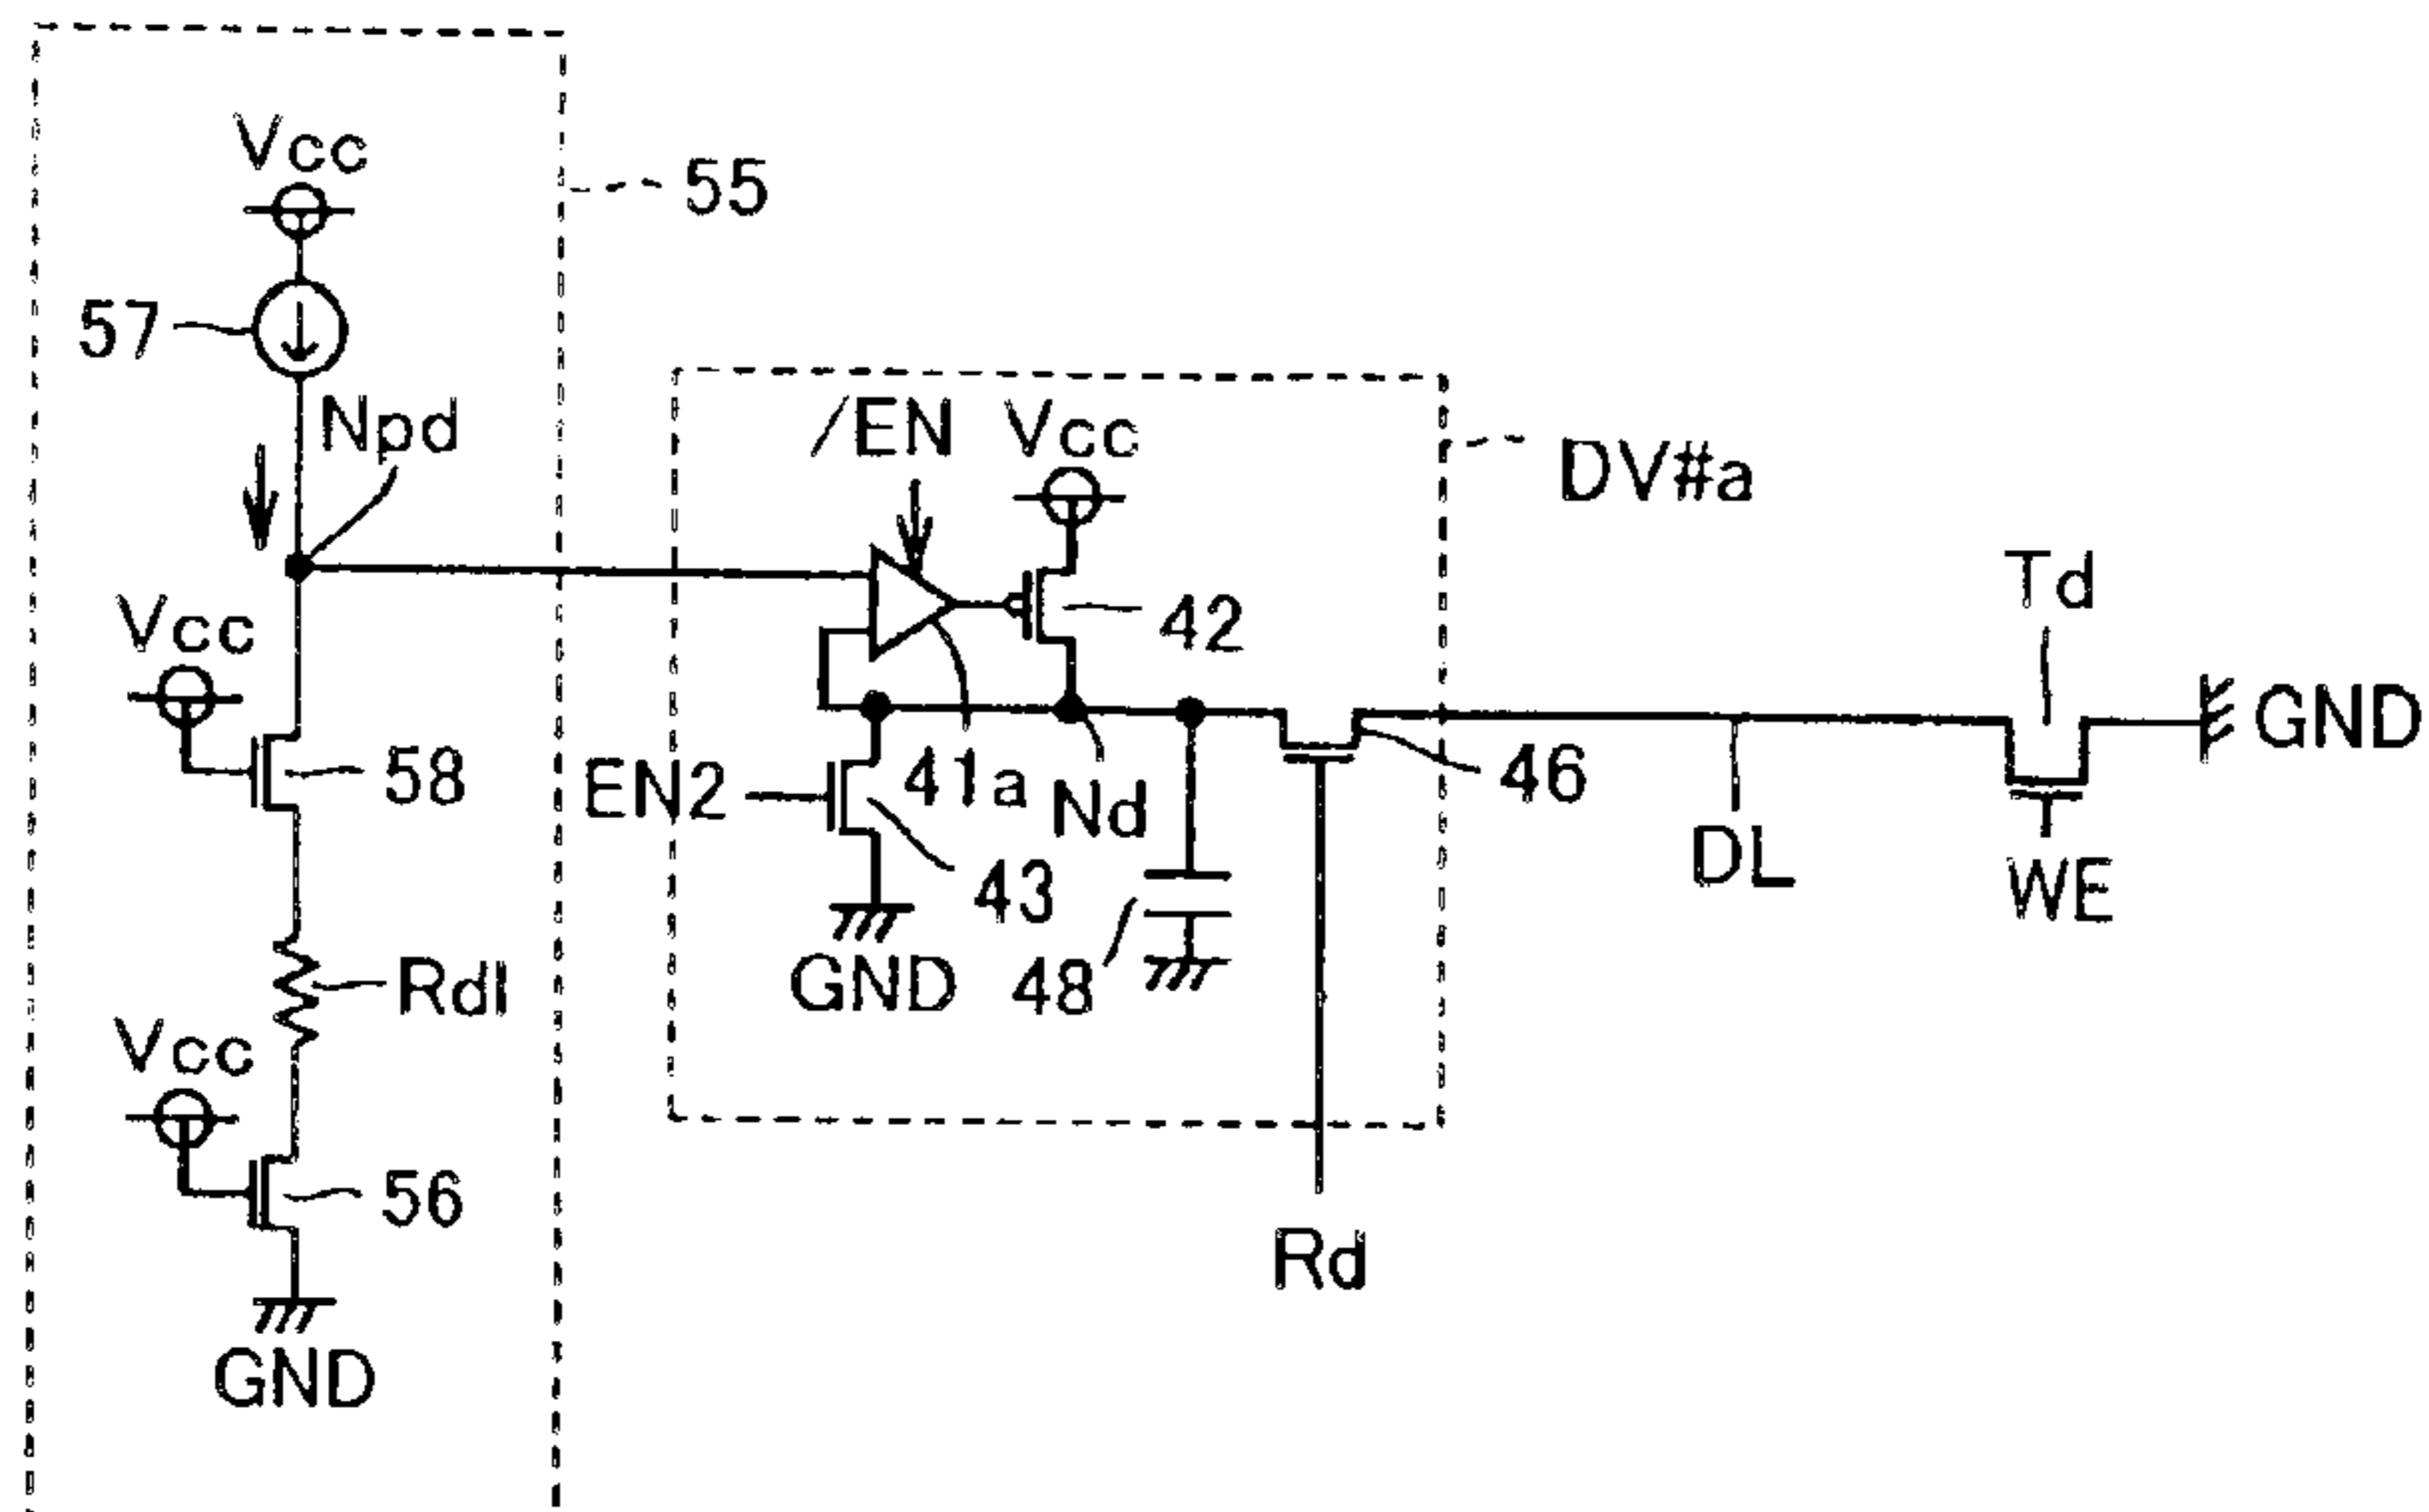 Vcc
55
57
Npd
/EN
Vcc
DV#a
Vcc
42
Td
GND
58
EN2
41a
Nd
46
DL
WE
43
GND
48
Rdl
Vcc
56
Rd
GND